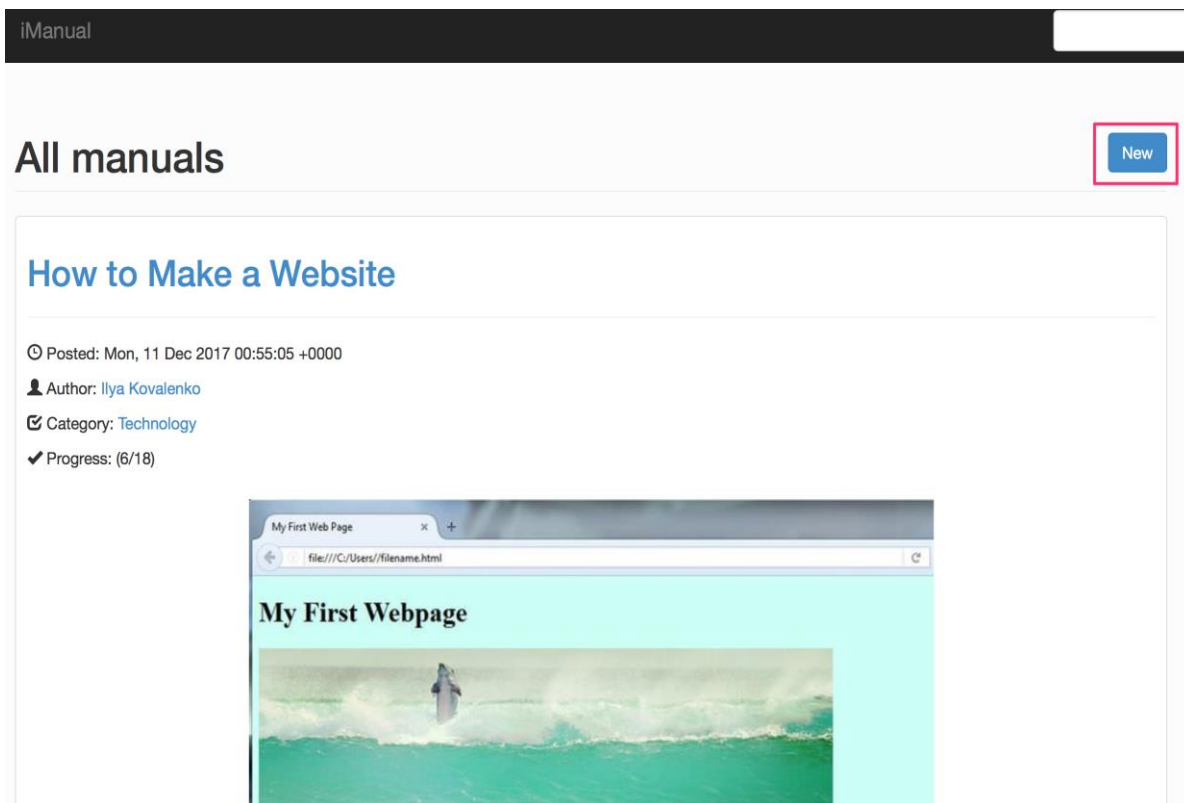 iManual
All manuals
New
How to Make a Website
Posted: Mon, 11 Dec 2017 00:55:05 +0000
Author: Ilya Kovalenko
Category: Technology
Progress: (6/18)
My First Web Page
file:///C:/Users//filename.html
My First Webpage